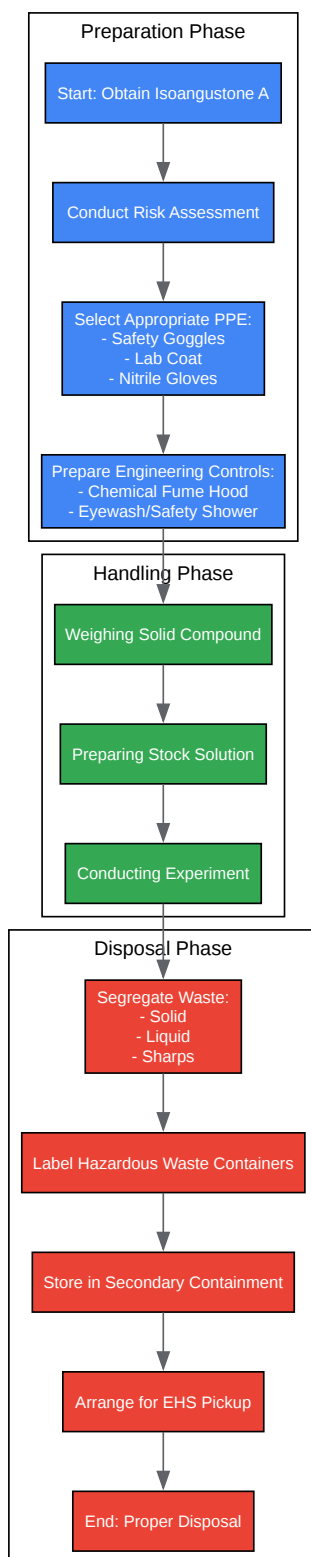 Preparation Phase
Start: Obtain Isoangustone A
Conduct Risk Assessment
Select Appropriate PPE:
- Safety Goggles
- Lab Coat
- Nitrile Gloves
Prepare Engineering Controls:
- Chemical Fume Hood
- Eyewash/Safety Shower
Handling Phase
Weighing Solid Compound
Preparing Stock Solution
Conducting Experiment
Disposal Phase
Segregate Waste:
- Solid
- Liquid
- Sharps
Label Hazardous Waste Containers
Store in Secondary Containment
Arrange for EHS Pickup
End: Proper Disposal